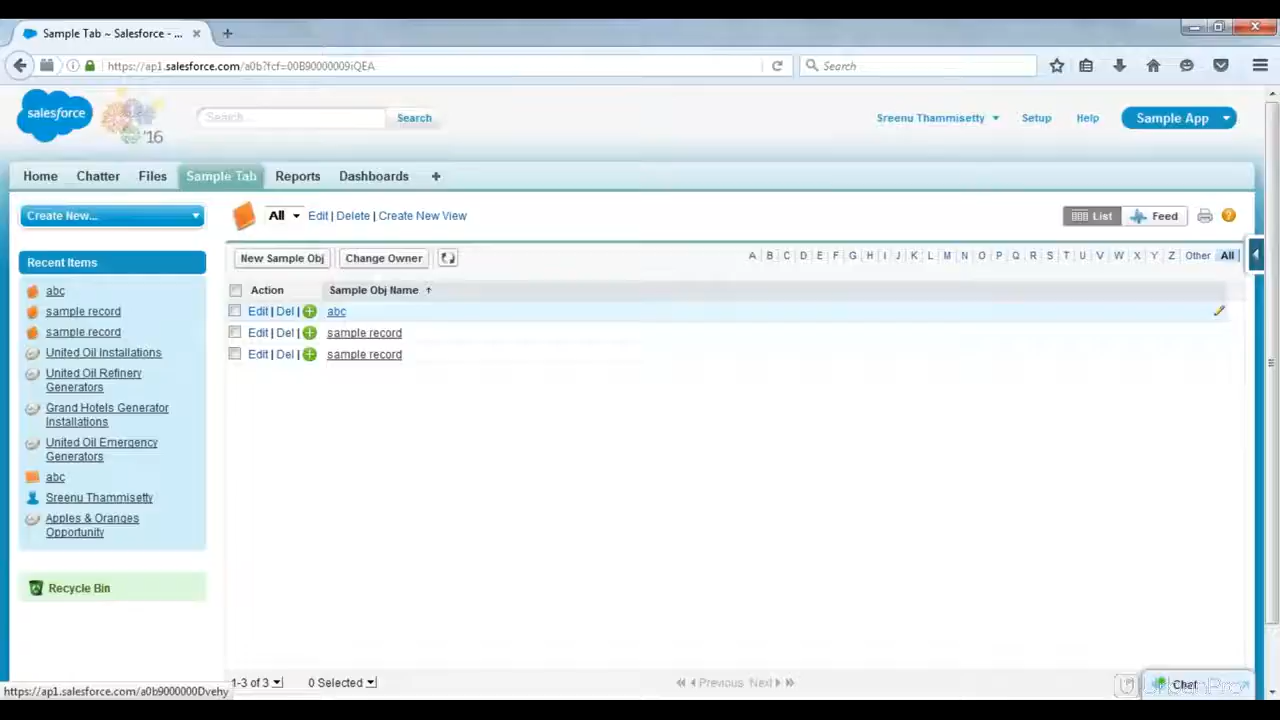 Sample Tab ~ Salesforce - ...
https://ap1.salesforce.com/a0b?fcf=00B90000009iQEA
Search
salesforce
'16
Search...
Search
Sreenu Thammisetty
Setup
Help
Sample App
Home
Chatter
Files
Sample Tab
Reports
Dashboards
+
Create New...
All
Edit | Delete | Create New View
List
Feed
Recent Items
abc
sample record
sample record
United Oil Installations
United Oil Refinery
Generators
Grand Hotels Generator
Installations
United Oil Emergency
Generators
abc
Sreenu Thammisetty
Apples & Oranges
Opportunity
Recycle Bin
New Sample Obj
Change Owner
A B C D E F G H I J K L M N O P Q R S T U V W X Y Z Other All
Action
Sample Obj Name ↑
Edit | Del | abc
Edit | Del | sample record
Edit | Del | sample record
1-3 of 3
0 Selected
Previous Next
Chat
UrbanPro
https://ap1.salesforce.com/a0b9000000Dvehy